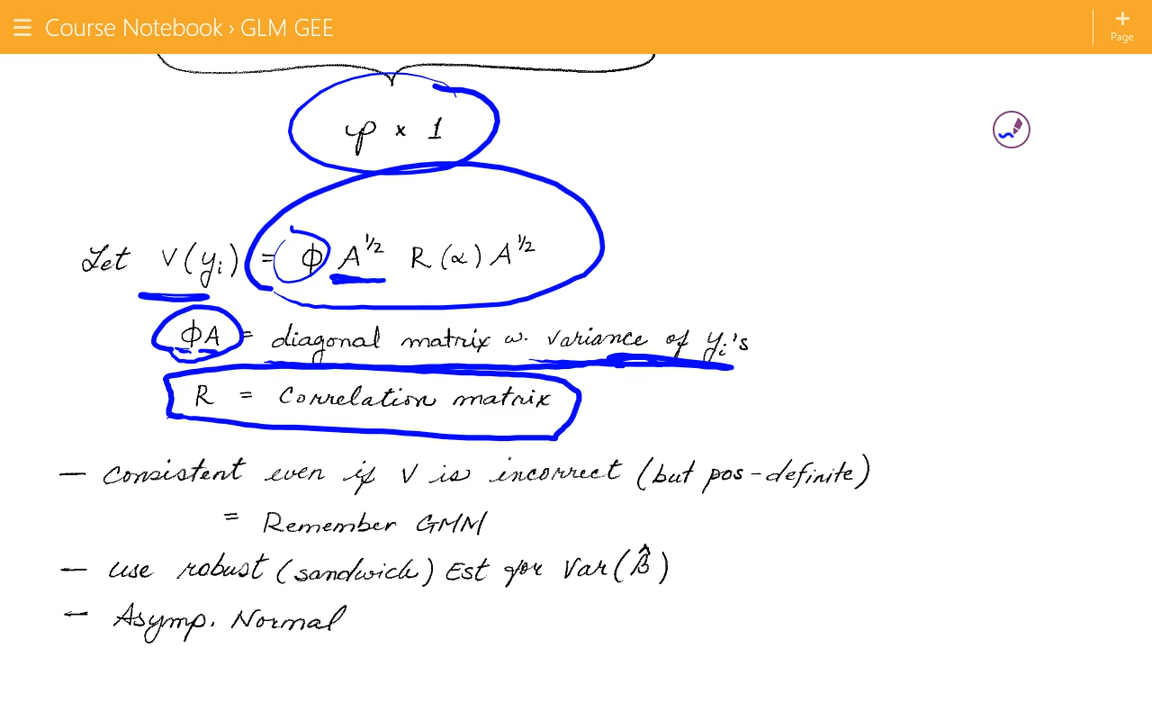 Course Notebook › GLM GEE
Page
p × 1
Let V(yi) = ϕ A^1/2 R(α) A^1/2
ϕA = diagonal matrix w. variance of yi's
R = Correlation matrix
— Consistent even if V is incorrect (but pos-definite)
= Remember GMM
— use robust (sandwich) Est for Var(β̂)
— Asymp. Normal